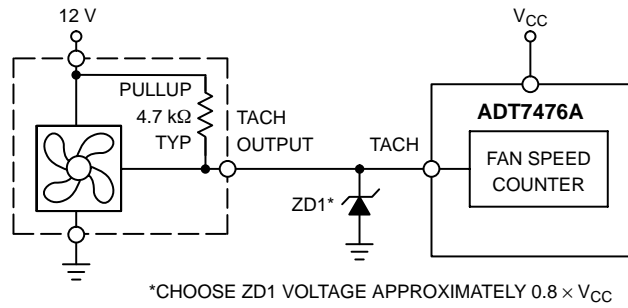 12 V
V_CC
PULLUP
4.7 kΩ
TYP
TACH
OUTPUT
TACH
ADT7476A
FAN SPEED
COUNTER
ZD1*
*CHOOSE ZD1 VOLTAGE APPROXIMATELY 0.8 × V_CC